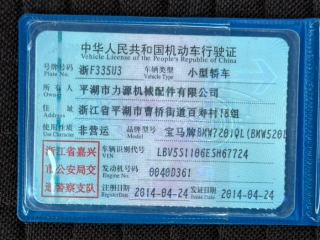 中华人民共和国机动车行驶证
Vehicle License of the People's Republic of China
号牌号码 浙F335U3 车辆类型 小型轿车
Plate No. Vehicle Type
所有人 平湖市力源机械配件有限公司
Owner
住址 浙江省平湖市曹桥街道百寿村18组
Address
使用性质 非营运 品牌型号 宝马牌BMW7201QL(BMW520L
Use Character Model
浙江省嘉兴市公安局交通警察支队
车辆识别代号 LBV5S1106ESM67724
VIN
发动机号码 0040D361
Engine No.
注册日期 2014-04-24 发证日期 2014-04-24
Register Date Issue Date